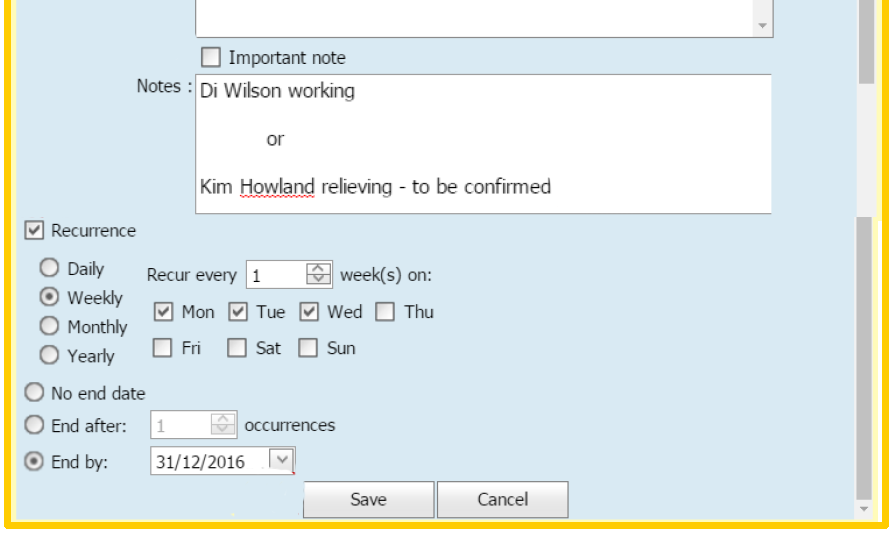 Important note
Notes :
Di Wilson working
or
Kim Howland relieving - to be confirmed
Recurrence
Daily
Weekly
Monthly
Yearly
Recur every 1 week(s) on:
Mon Tue Wed Thu
Fri Sat Sun
No end date
End after: 1 occurrences
End by: 31/12/2016
Save Cancel